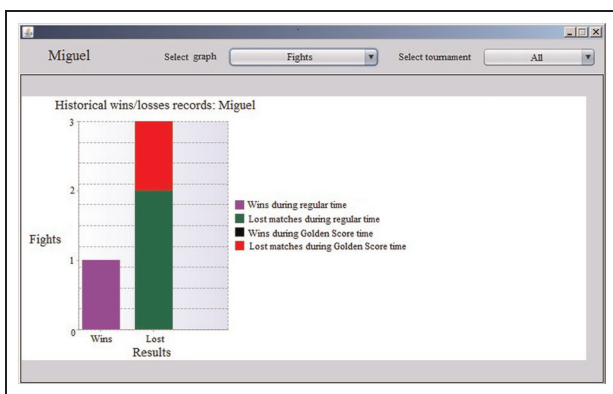 Miguel
Select graph
Fights
Select tournament
All
Historical wins/losses records: Miguel
3
2
1
0
Fights
Wins
Lost
Results
Wins during regular time
Lost matches during regular time
Wins during Golden Score time
Lost matches during Golden Score time